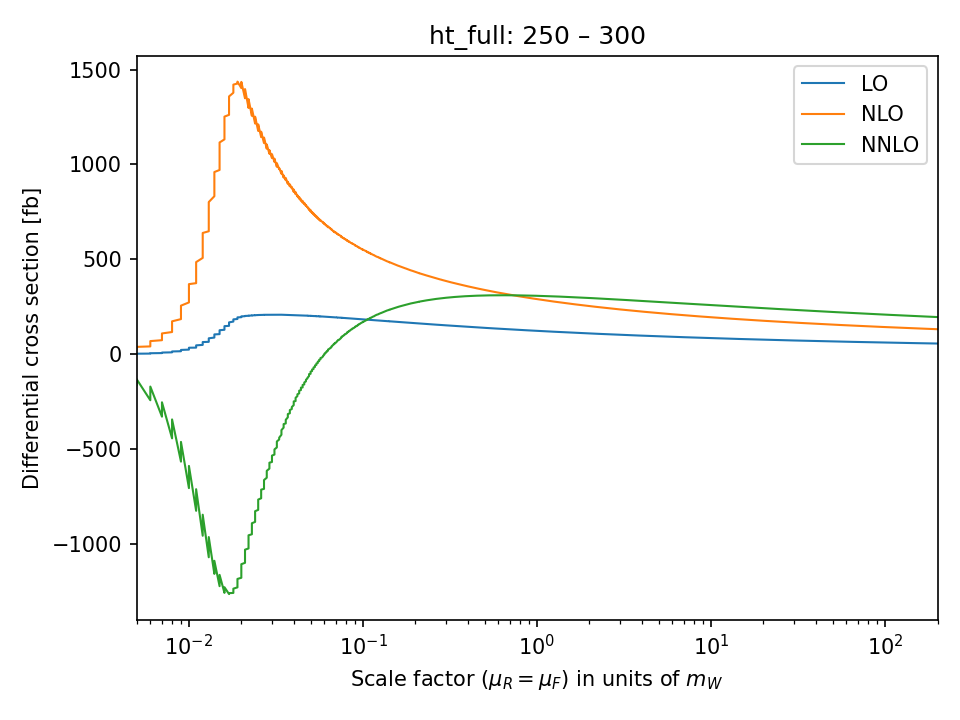 ht_full: 250 – 300
1500
1000
500
0
−500
−1000
Differential cross section [fb]
LO
NLO
NNLO
10⁻² 10⁻¹ 10⁰ 10¹ 10²
Scale factor (μ_R = μ_F) in units of m_W